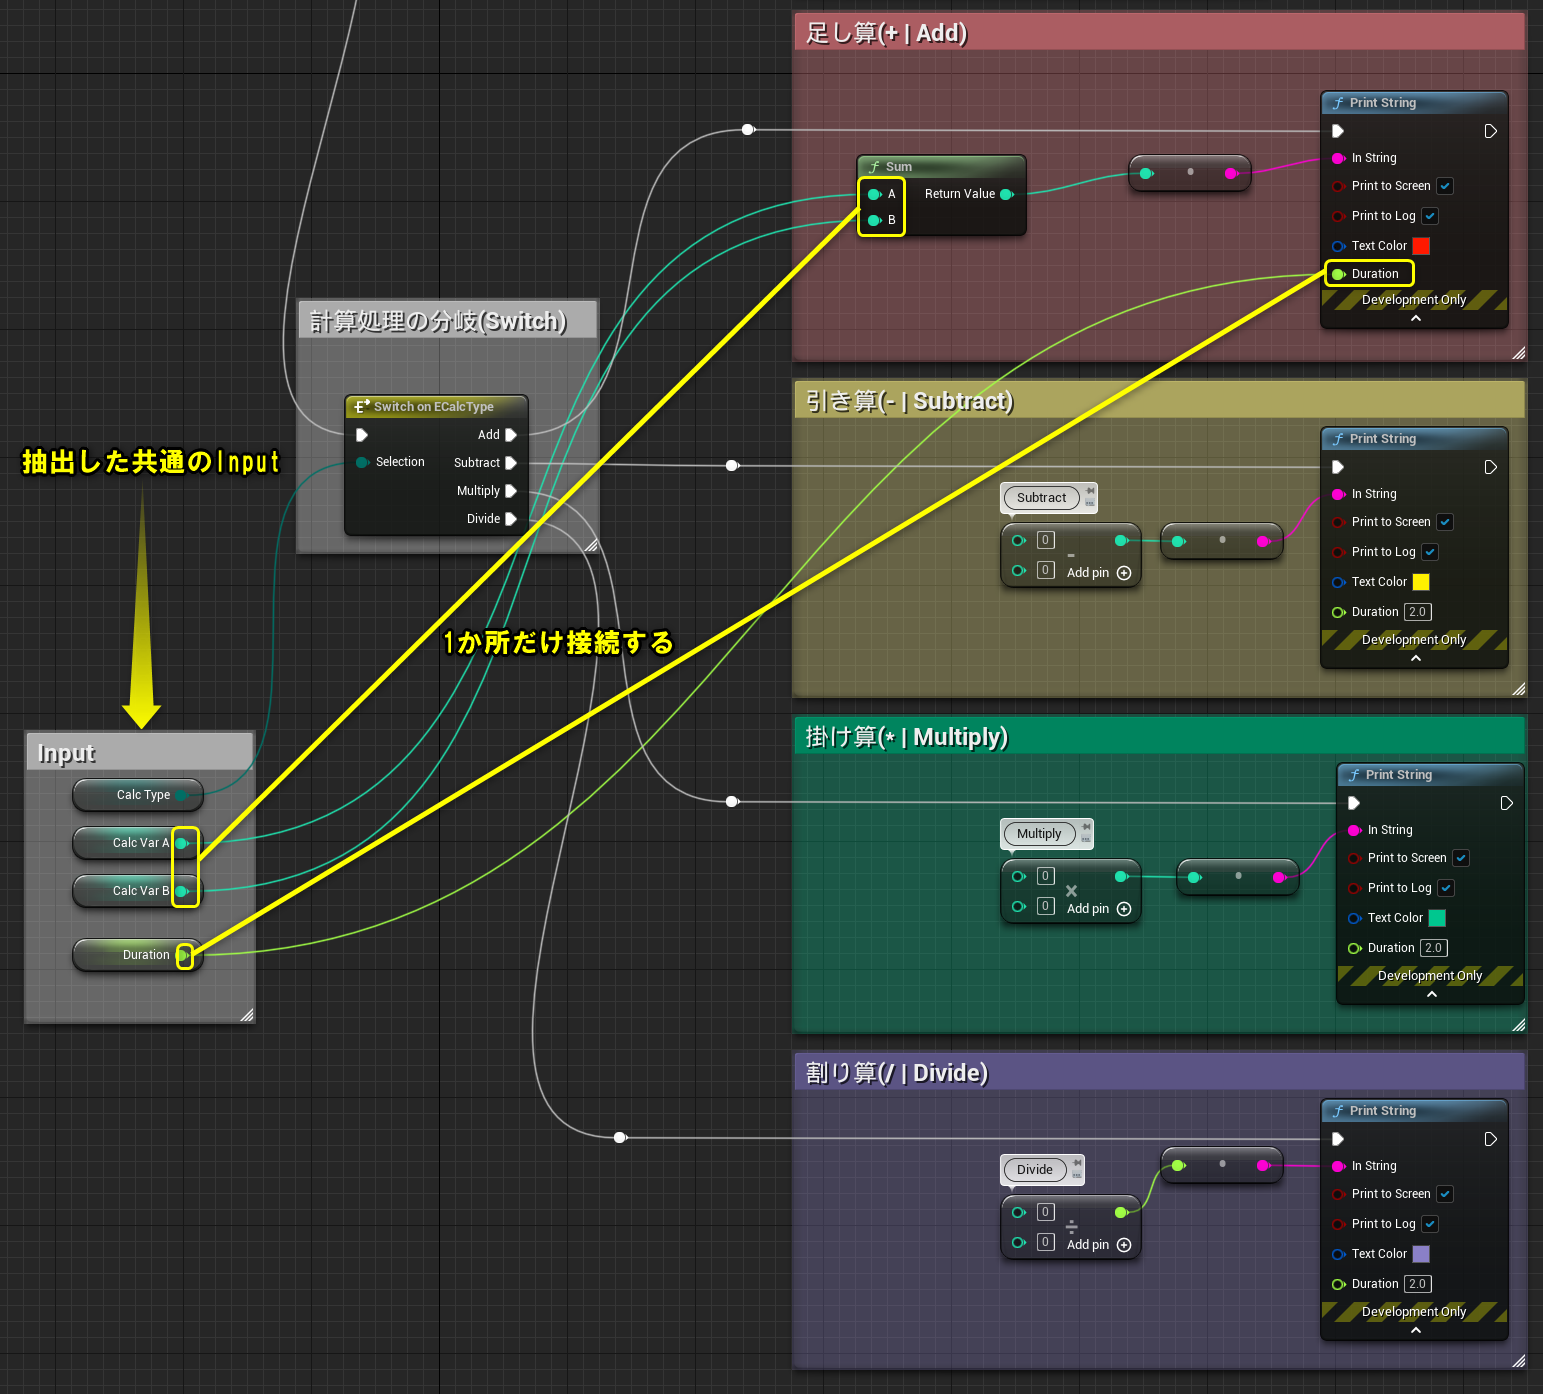 足し算(+ | Add)
Print String
In String
Print to Screen
Print to Log
Text Color
Duration
Development Only
Sum
A
Return Value
B
計算処理の分岐(Switch)
Switch on ECalcType
Add
Selection
Subtract
Multiply
Divide
抽出した共通のInput
1か所だけ接続する
Input
Calc Type
Calc Var A
Calc Var B
Duration
引き算(- | Subtract)
Print String
In String
Print to Screen
Print to Log
Text Color
Duration 2.0
Development Only
Subtract
0
-
0
Add pin
掛け算(* | Multiply)
Print String
In String
Print to Screen
Print to Log
Text Color
Duration 2.0
Development Only
Multiply
0
×
0
Add pin
割り算(/ | Divide)
Print String
In String
Print to Screen
Print to Log
Text Color
Duration 2.0
Development Only
Divide
0
÷
0
Add pin